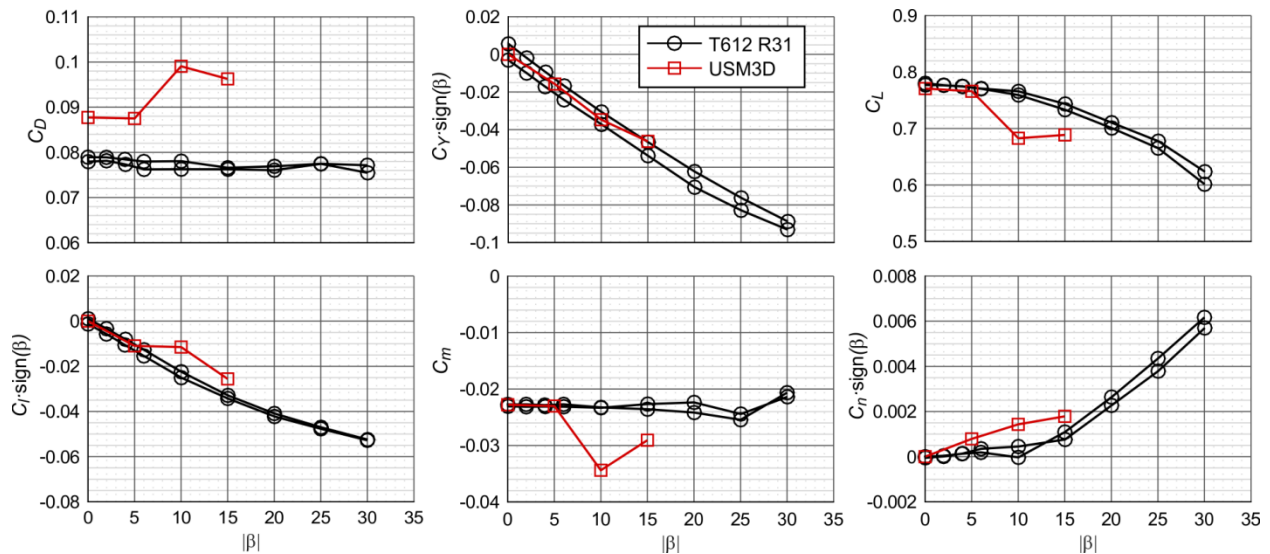 0.11
0.1
0.09
0.08
0.07
0.06
C_D
0.02
0
-0.02
-0.04
-0.06
-0.08
-0.1
C_Y·sign(β)
T612 R31
USM3D
0.9
0.8
0.7
0.6
0.5
C_L
0.02
0
-0.02
-0.04
-0.06
-0.08
C_l·sign(β)
0 5 10 15 20 25 30 35
|β|
0
-0.01
-0.02
-0.03
-0.04
C_m
0 5 10 15 20 25 30 35
|β|
0.008
0.006
0.004
0.002
0
-0.002
C_n·sign(β)
0 5 10 15 20 25 30 35
|β|